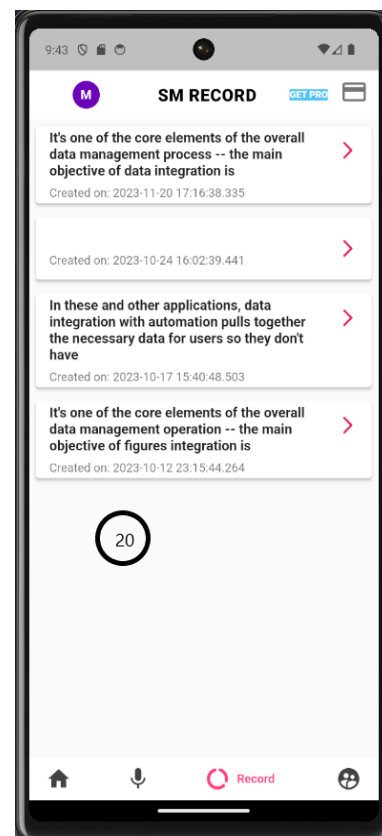 9:43
M
SM RECORD
GET PRO
It's one of the core elements of the overall
data management process -- the main
objective of data integration is
Created on: 2023-11-20 17:16:38.335
Created on: 2023-10-24 16:02:39.441
In these and other applications, data
integration with automation pulls together
the necessary data for users so they don't
have
Created on: 2023-10-17 15:40:48.503
It's one of the core elements of the overall
data management operation -- the main
objective of figures integration is
Created on: 2023-10-12 23:15:44.264
20
Record